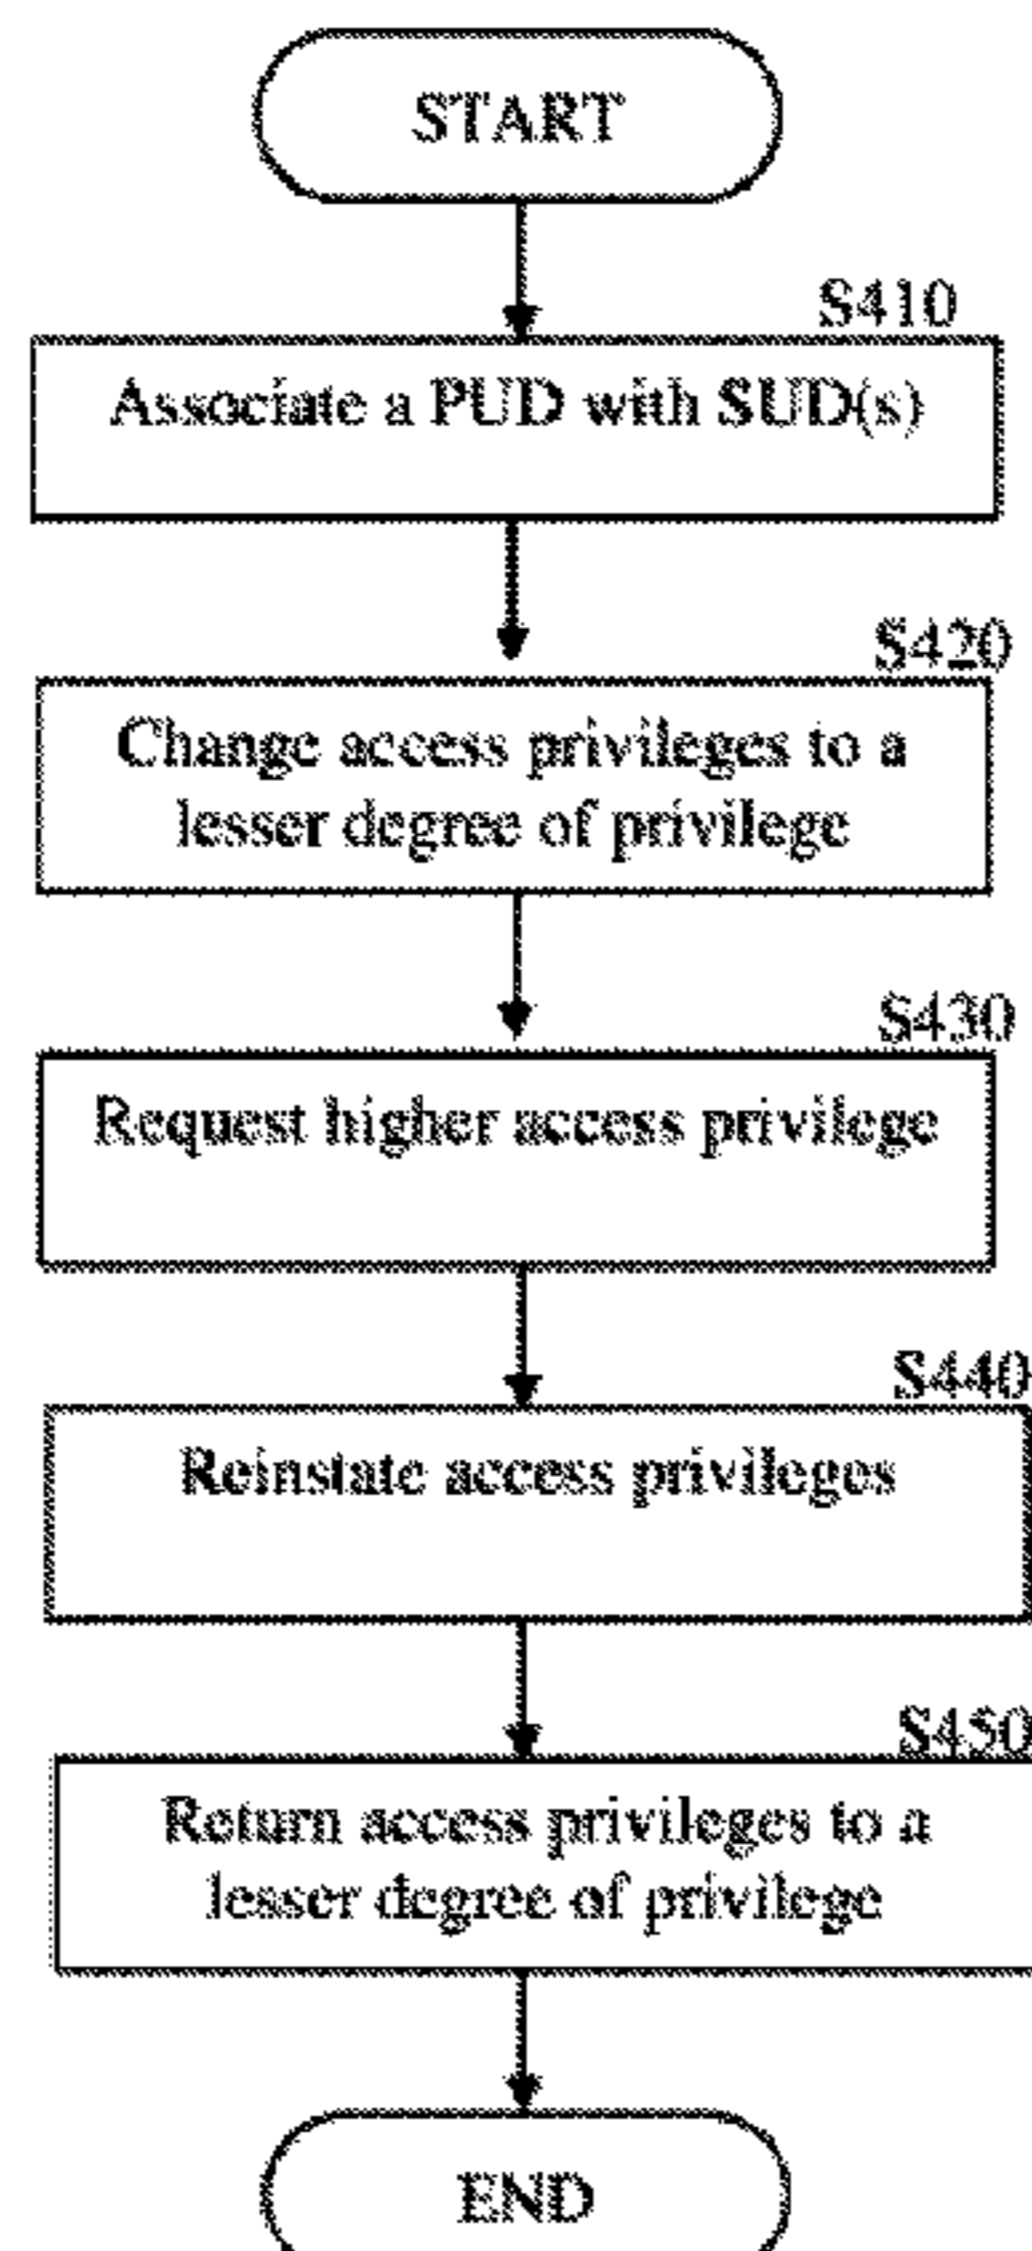 START
S410
Associate a PUD with SUD(s)
S420
Change access privileges to a
lesser degree of privilege
S430
Request higher access privilege
S440
Reinstate access privileges
S450
Return access privileges to a
lesser degree of privilege
END